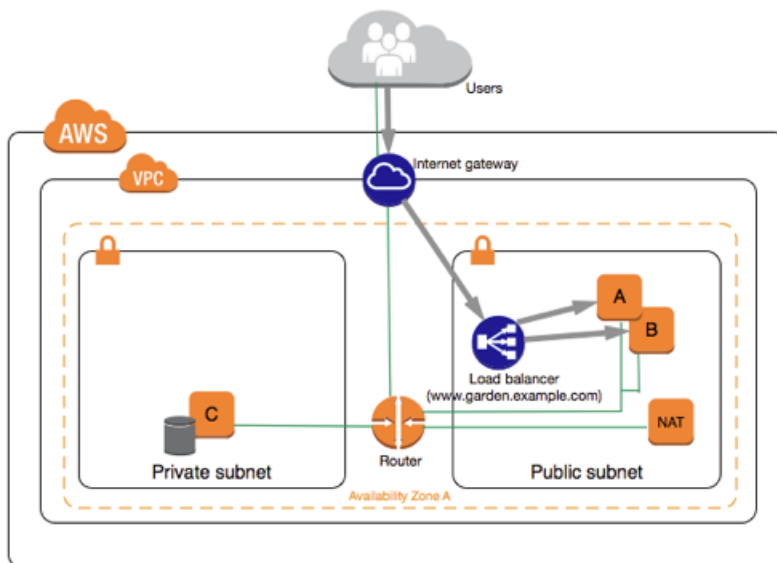 Users
AWS
Internet gateway
VPC
A
B
Load balancer
(www.garden.example.com)
C
NAT
Router
Private subnet
Public subnet
Availability Zone A